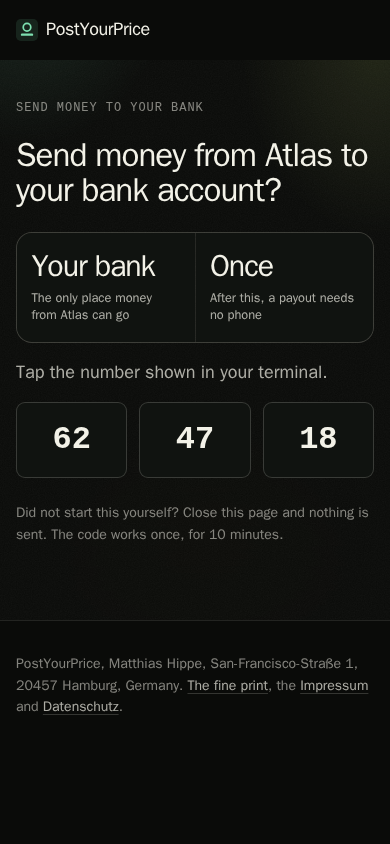 PostYourPrice
SEND MONEY TO YOUR BANK
Send money from Atlas to
your bank account?
Your bank
The only place money
from Atlas can go
Once
After this, a payout needs
no phone
Tap the number shown in your terminal.
62 47 18
Did not start this yourself? Close this page and nothing is
sent. The code works once, for 10 minutes.
PostYourPrice, Matthias Hippe, San-Francisco-Straße 1,
20457 Hamburg, Germany. The fine print, the Impressum
and Datenschutz.